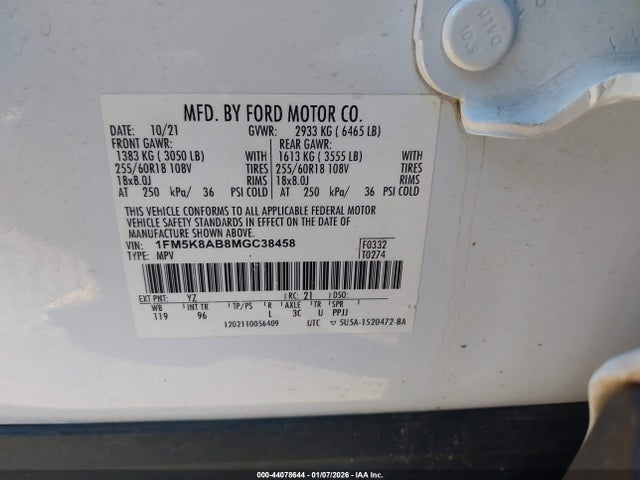 OIVO
10.9
MFD. BY FORD MOTOR CO.
DATE: 10/21 GVWR: 2933 KG ( 6465 LB)
FRONT GAWR: REAR GAWR:
1383 KG ( 3050 LB) WITH 1613 KG ( 3555 LB) WITH
255/60R18 108V TIRES 255/60R18 108V TIRES
18x8.0J RIMS 18x8.0J RIMS
AT 250 kPa/ 36 PSI COLD AT 250 kPa/ 36 PSI COLD
THIS VEHICLE CONFORMS TO ALL APPLICABLE FEDERAL MOTOR
VEHICLE SAFETY STANDARDS IN EFFECT ON THE DATE OF
MANUFACTURE SHOWN ABOVE.
VIN: 1FM5K8AB8MGC38458 F0332
TYPE: MPV T0274
EXT PNT: YZ RC: 21 DSO:
WB INT TR TP/PS R AXLE TR SPR
119 96 L 3C U PPJJ
1202110056409 UTC ▽ 5U5A-1520472-BA
000-44078644 - 01/07/2026 - IAA Inc.